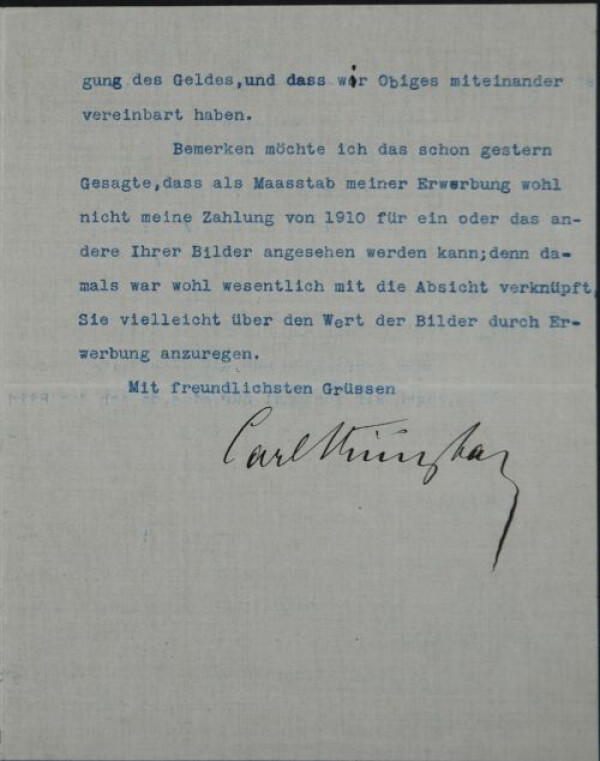 gung des Geldes,und dass wir Obiges miteinander
vereinbart haben.
Bemerken möchte ich das schon gestern
Gesagte,dass als Maasstab meiner Erwerbung wohl
nicht meine Zahlung von 1910 für ein oder das an-
dere Ihrer Bilder angesehen werden kann;denn da-
mals war wohl wesentlich mit die Absicht verknüpft,
Sie vielleicht über den Wert der Bilder durch Er-
werbung anzuregen.
Mit freundlichsten Grüssen
Carl